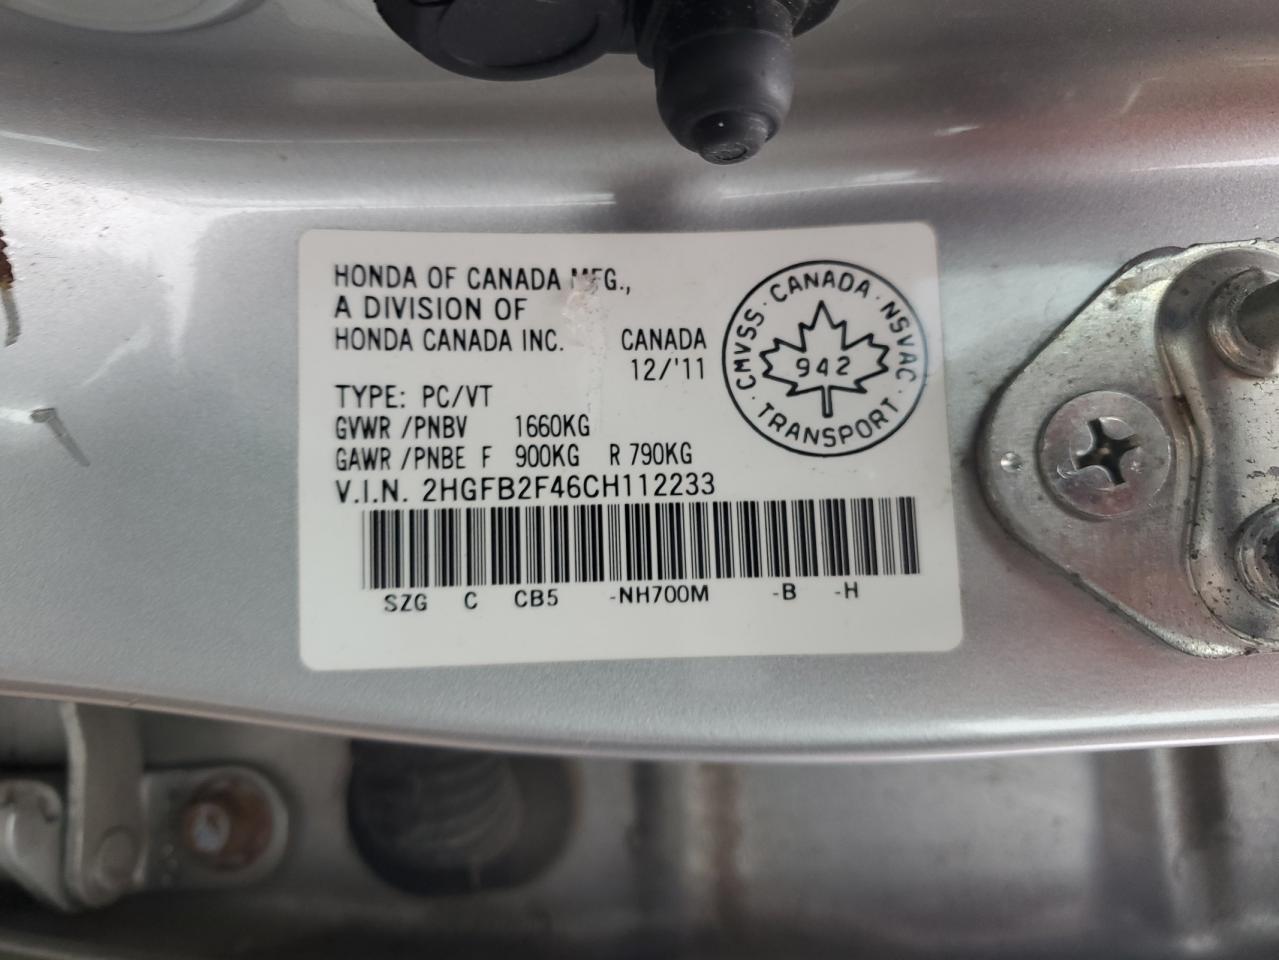 HONDA OF CANADA MFG.,
A DIVISION OF
HONDA CANADA INC. CANADA
12/'11
TYPE: PC/VT
GVWR /PNBV 1660KG
GAWR /PNBE F 900KG R 790KG
V.I.N. 2HGFB2F46CH112233
SZG C CB5 -NH700M -B -H
CMVSS · CANADA · NSVAC · TRANSPORT ·
942